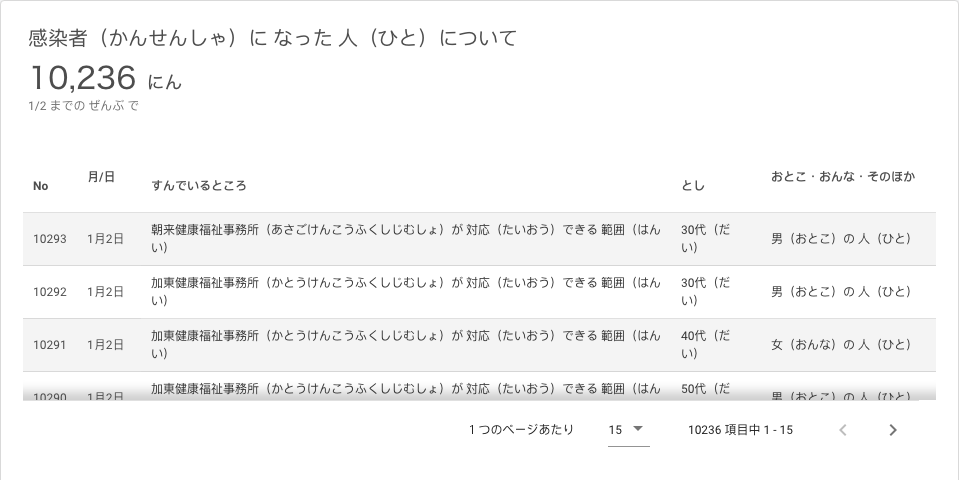 感染者（かんせんしゃ）に なった 人（ひと）について
10,236 にん
1/2 までの ぜんぶ で
No 月/日 すんでいるところ とし おとこ・おんな・そのほか
10293 1月2日 朝来健康福祉事務所（あさごけんこうふくしじむしょ）が 対応（たいおう）できる 範囲（はん 30代（だ 男（おとこ）の 人（ひと）
い） い）
10292 1月2日 加東健康福祉事務所（かとうけんこうふくしじむしょ）が 対応（たいおう）できる 範囲（はん 30代（だ 男（おとこ）の 人（ひと）
い） い）
10291 1月2日 加東健康福祉事務所（かとうけんこうふくしじむしょ）が 対応（たいおう）できる 範囲（はん 40代（だ 女（おんな）の 人（ひと）
い） い）
10290 1月2日 加東健康福祉事務所（かとうけんこうふくしじむしょ）が 対応（たいおう）できる 範囲（はん 50代（だ 男（おとこ）の 人（ひと）
1 つのページあたり 15 10236 項目中 1 - 15